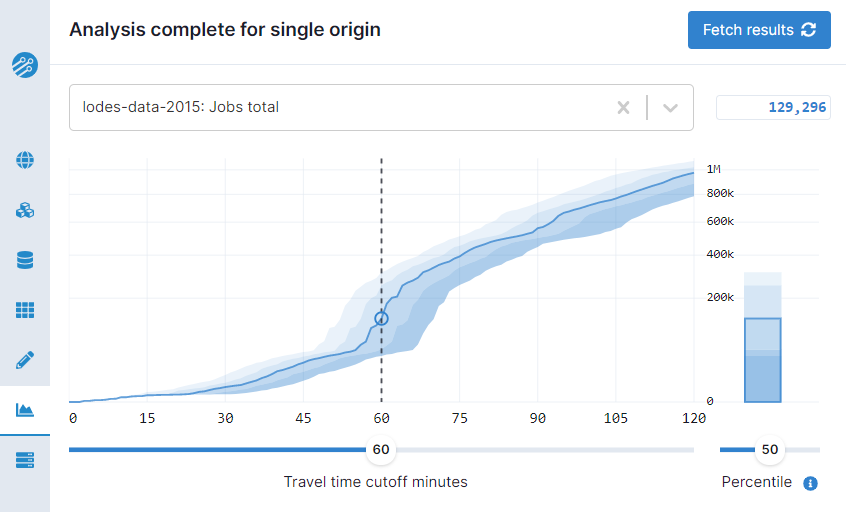 Analysis complete for single origin
Fetch results
lodes-data-2015: Jobs total
129,296
1M
800k
600k
400k
200k
0
0 15 30 45 60 75 90 105 120
60
50
Travel time cutoff minutes
Percentile